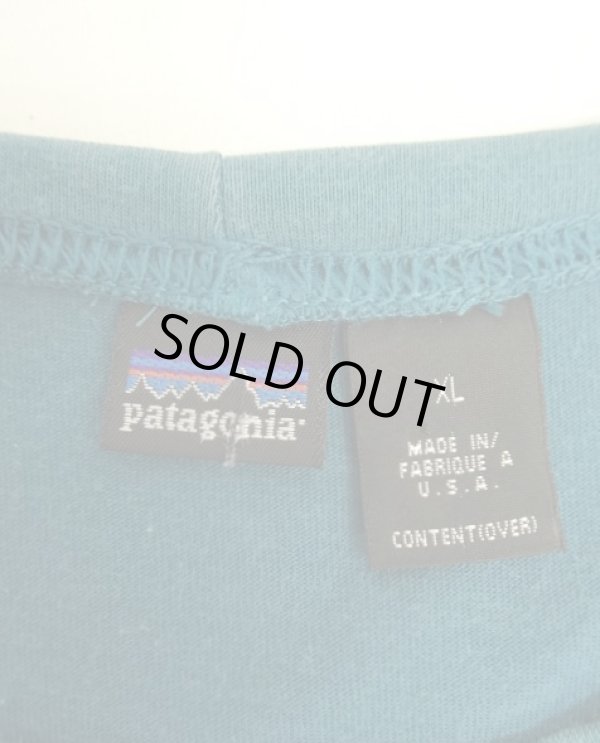 SOLD OUT
patagonia
XL
MADE IN/
FABRIQUE A
U.S.A.
CONTENT(OVER)